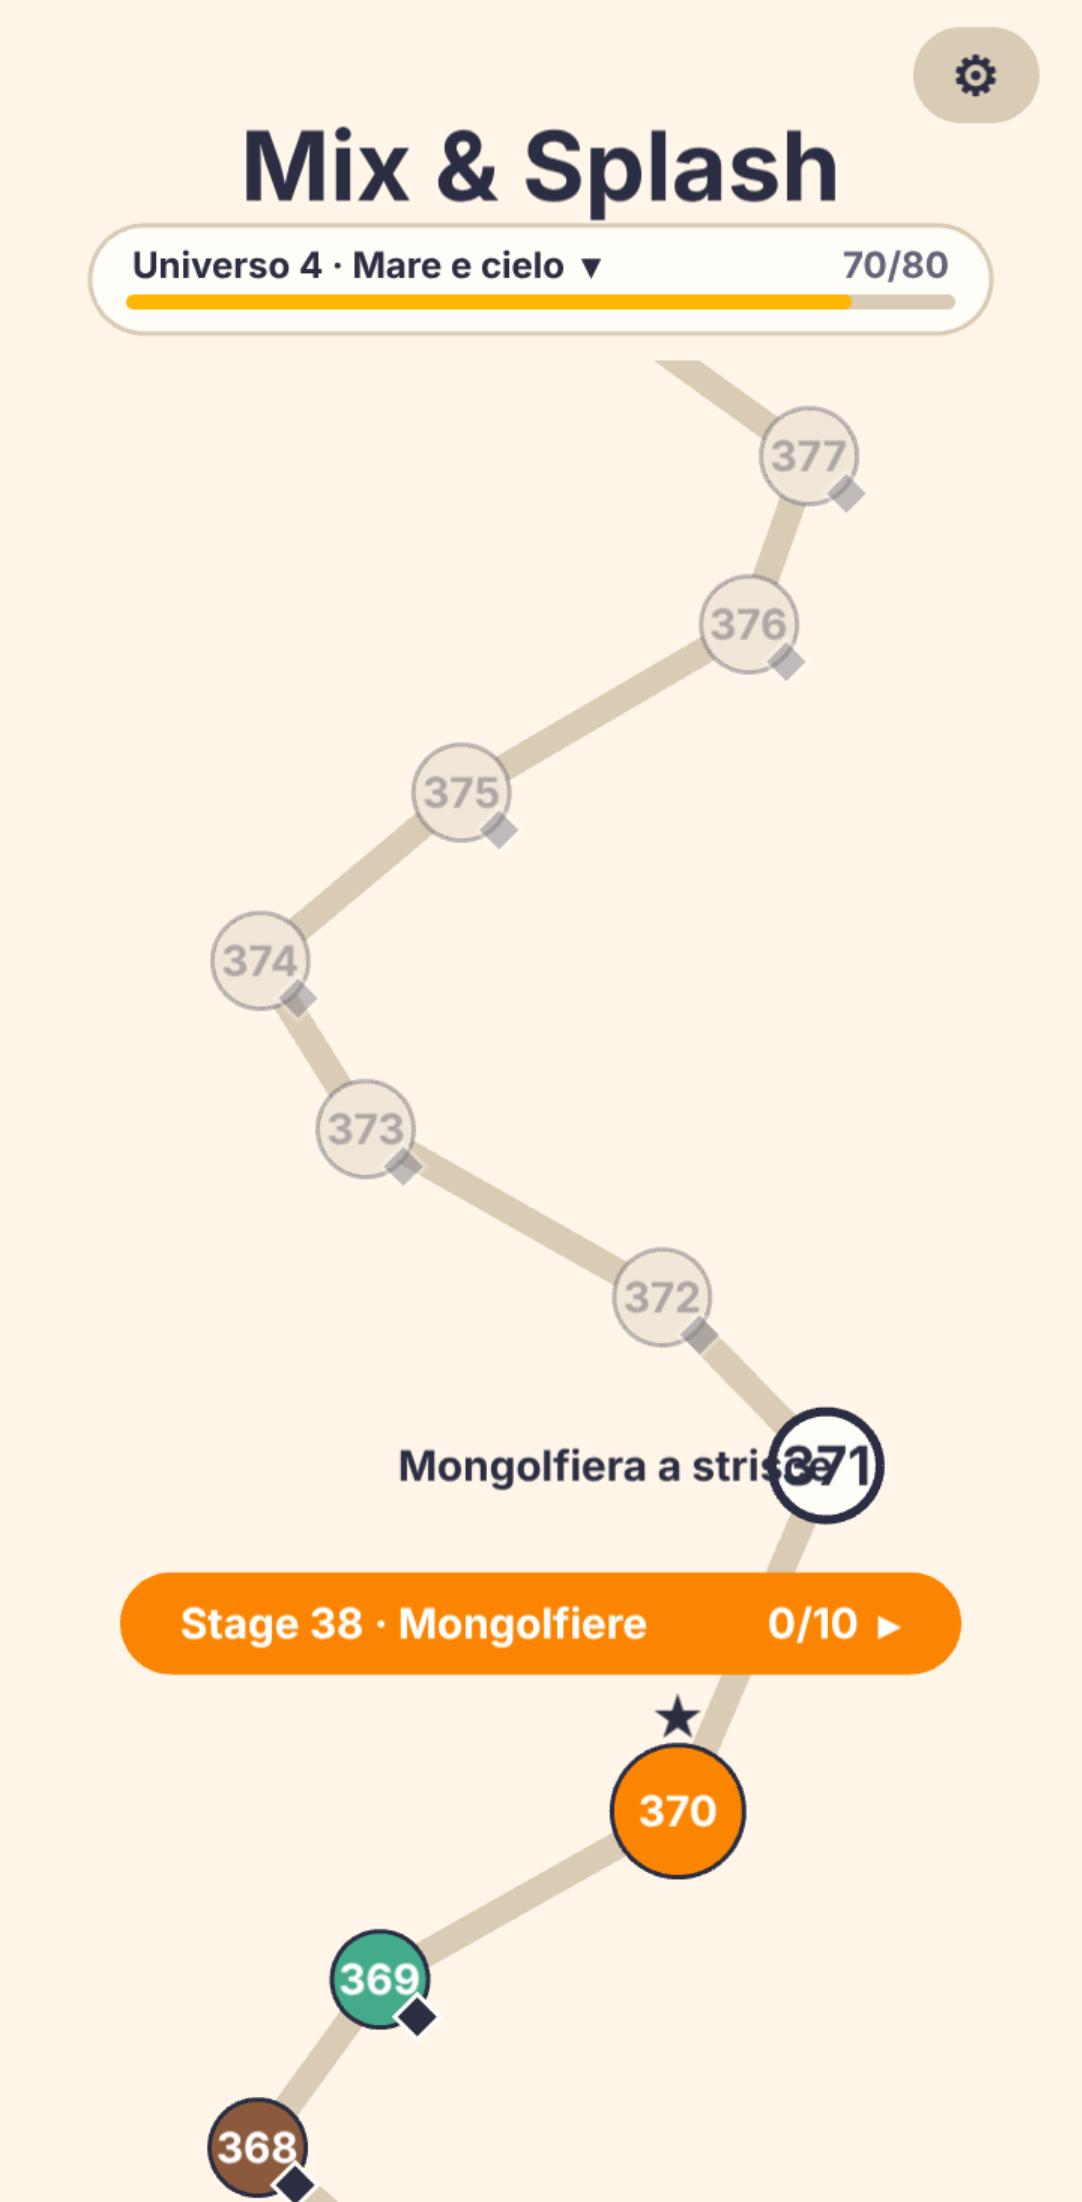 Mix & Splash
Universo 4 · Mare e cielo ▼ 70/80
377
376
375
374
373
372
Mongolfiera a strisce 371
Stage 38 · Mongolfiere 0/10 ►
370
369
368